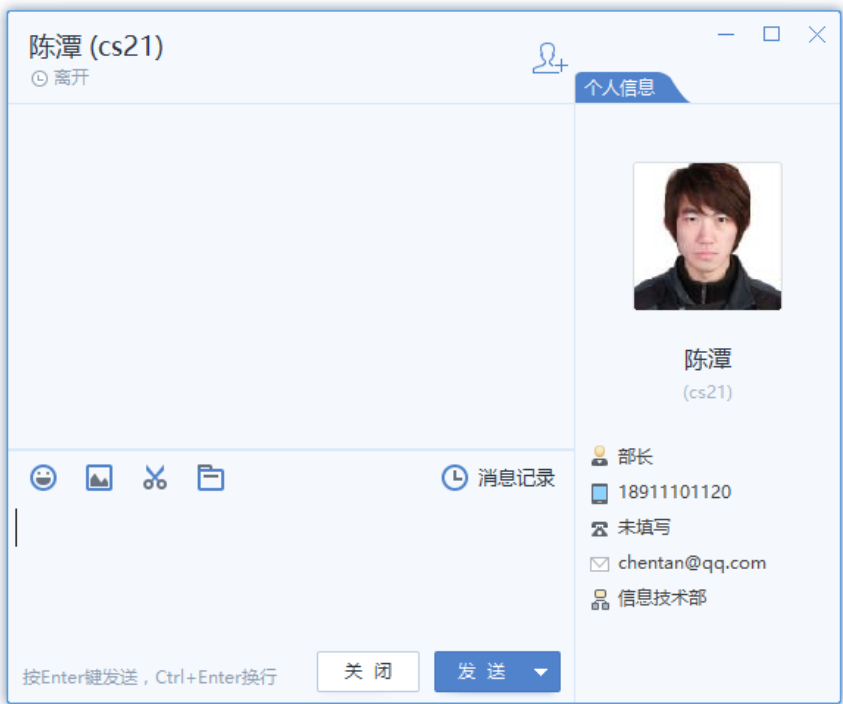 陈潭 (cs21)
离开
个人信息
陈潭
(cs21)
部长
18911101120
未填写
chentan@qq.com
信息技术部
消息记录
按Enter键发送，Ctrl+Enter换行
关 闭
发 送